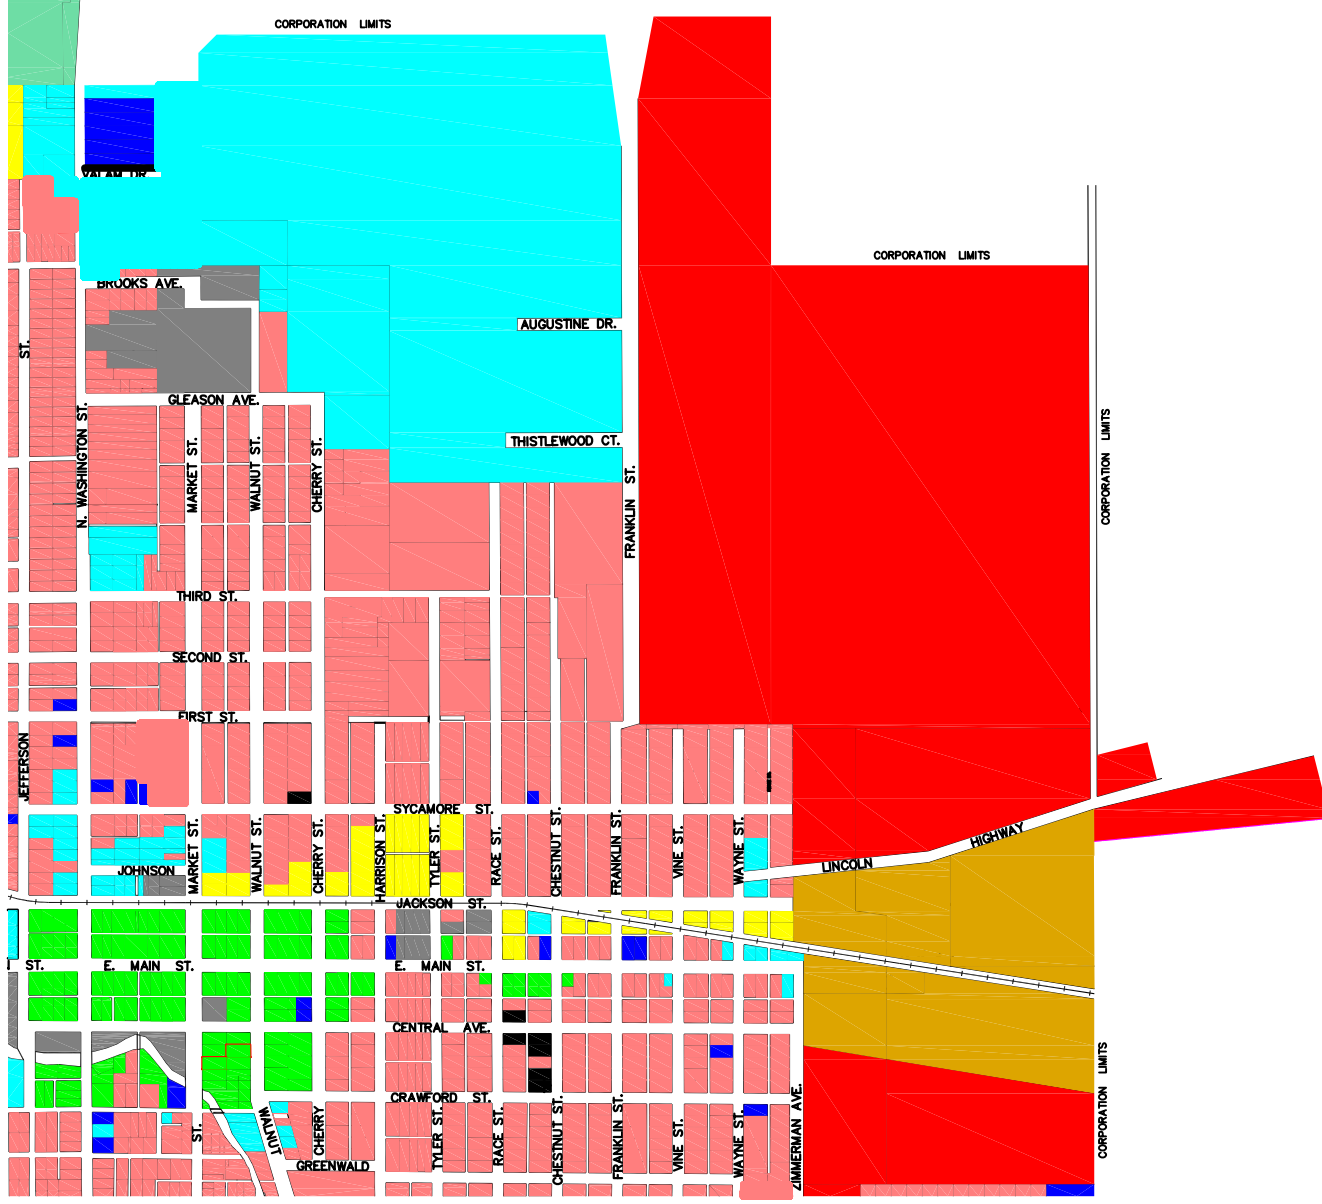 CORPORATION LIMITS
VALAM DR.
CORPORATION LIMITS
BROOKS AVE.
AUGUSTINE DR.
ST.
GLEASON AVE.
N. WASHINGTON ST.
MARKET ST.
WALNUT ST.
CHERRY ST.
THISTLEWOOD CT.
FRANKLIN ST.
CORPORATION LIMITS
THIRD ST.
SECOND ST.
FIRST ST.
JEFFERSON
SYCAMORE ST.
JOHNSON
MARKET ST.
WALNUT ST.
CHERRY ST.
HARRISON ST.
TYLER ST.
RACE ST.
CHESTNUT ST.
FRANKLIN ST.
VINE ST.
WAYNE ST.
LINCOLN HIGHWAY
JACKSON ST.
ST.
E. MAIN ST.
E. MAIN ST.
CENTRAL AVE.
CRAWFORD ST.
ST.
WALNUT
CHERRY
TYLER ST.
RACE ST.
CHESTNUT ST.
FRANKLIN ST.
VINE ST.
WAYNE ST.
ZIMMERMAN AVE.
CORPORATION LIMITS
GREENWALD